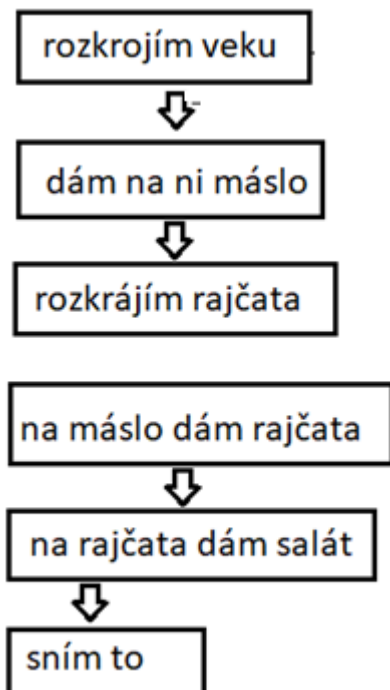 rozkrojím veku
dám na ni máslo
rozkrájím rajčata
na máslo dám rajčata
na rajčata dám salát
sním to